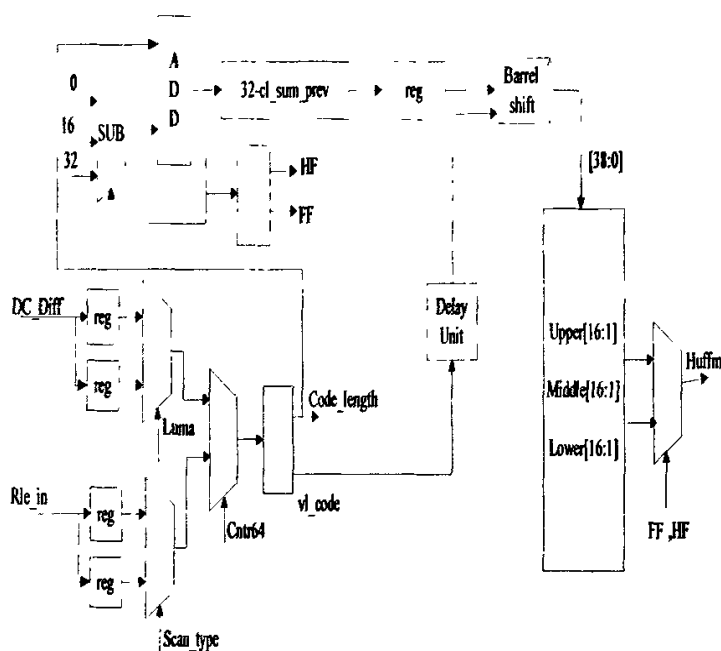 A
D
D
0
16
32
SUB
32-cl_sum_prev
reg
Barrel
shift
[38:0]
HF
FF
DC_Diff
reg
reg
Luma
Delay
Unit
Code_length
vl_code
Cntr64
Rle_in
reg
reg
Scan_type
Upper[16:1]
Middle[16:1]
Lower[16:1]
Huffm
FF ,HF